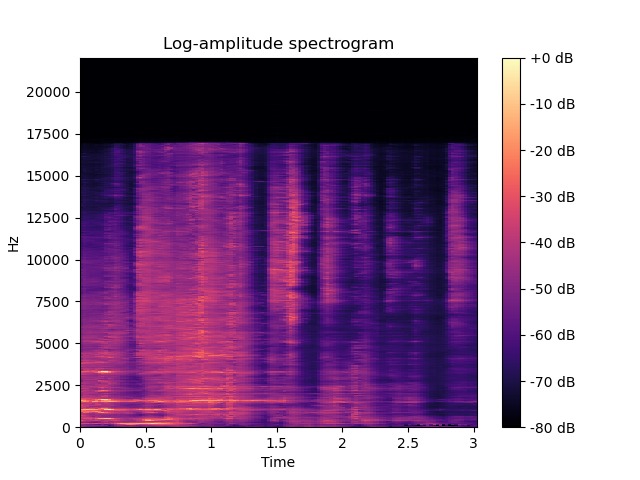 Log-amplitude spectrogram
Hz
20000
17500
15000
12500
10000
7500
5000
2500
0
0 0.5 1 1.5 2 2.5 3
Time
+0 dB
-10 dB
-20 dB
-30 dB
-40 dB
-50 dB
-60 dB
-70 dB
-80 dB